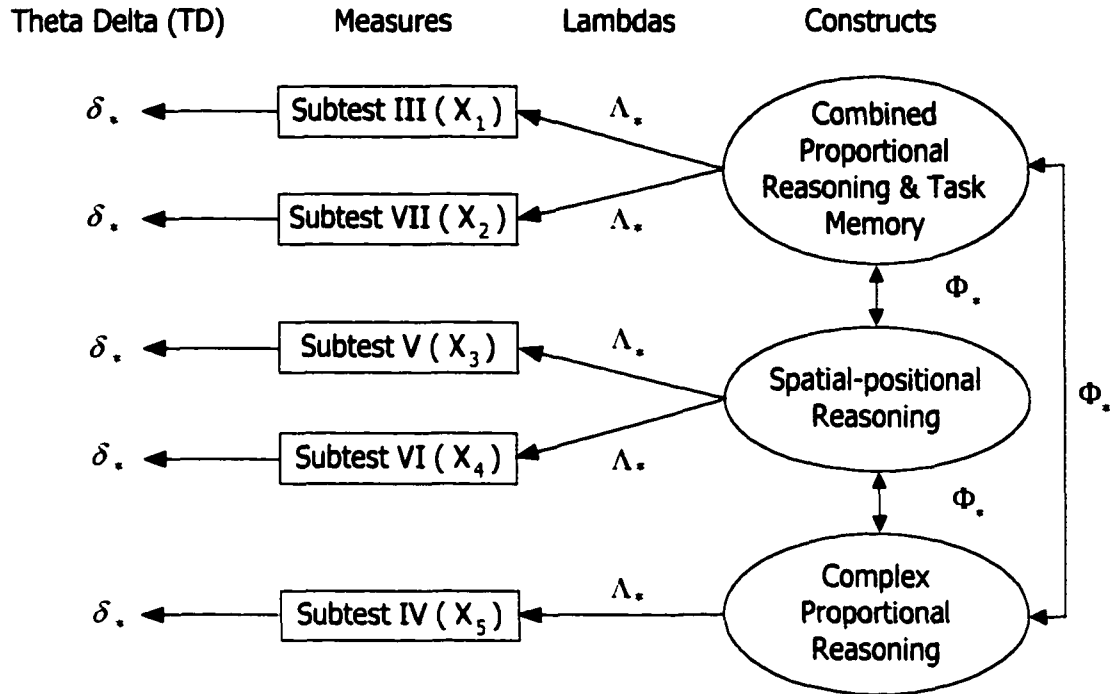 Theta Delta (TD) Measures Lambdas Constructs
δ* Subtest III ( X₁ ) Λ*
Combined
Proportional
Reasoning & Task
Memory
δ* Subtest VII ( X₂ ) Λ*
Φ*
δ* Subtest V ( X₃ ) Λ*
Spatial-positional
Reasoning
Φ*
δ* Subtest VI ( X₄ ) Λ*
Φ*
δ* Subtest IV ( X₅ ) Λ*
Complex
Proportional
Reasoning